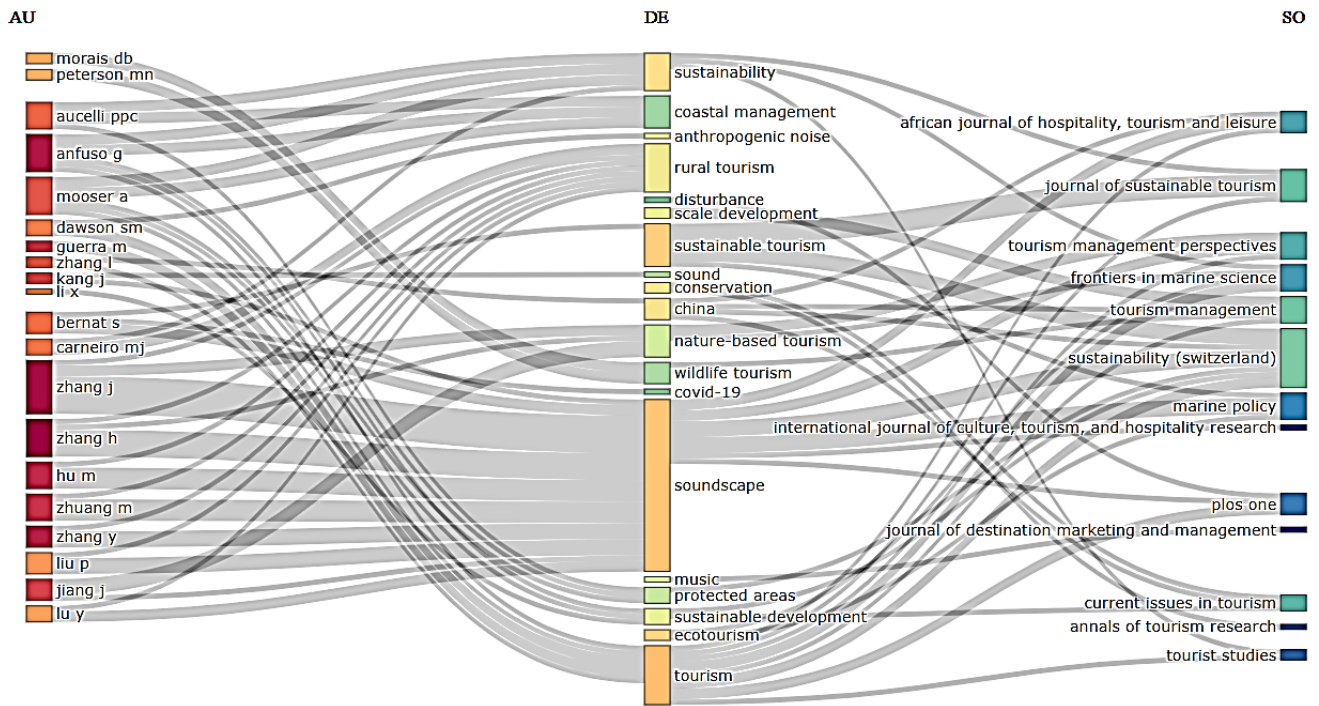 AU
DE
SO
morais db
peterson mn
aucelli ppc
anfuso g
mooser a
dawson sm
guerra m
zhang l
kang j
li x
bernat s
carneiro mj
zhang j
zhang h
hu m
zhuang m
zhang y
liu p
jiang j
lu y
sustainability
coastal management
anthropogenic noise
rural tourism
disturbance
scale development
sustainable tourism
sound
conservation
china
nature-based tourism
wildlife tourism
covid-19
soundscape
music
protected areas
sustainable development
ecotourism
tourism
african journal of hospitality, tourism and leisure
journal of sustainable tourism
tourism management perspectives
frontiers in marine science
tourism management
sustainability (switzerland)
marine policy
international journal of culture, tourism, and hospitality research
plos one
journal of destination marketing and management
current issues in tourism
annals of tourism research
tourist studies